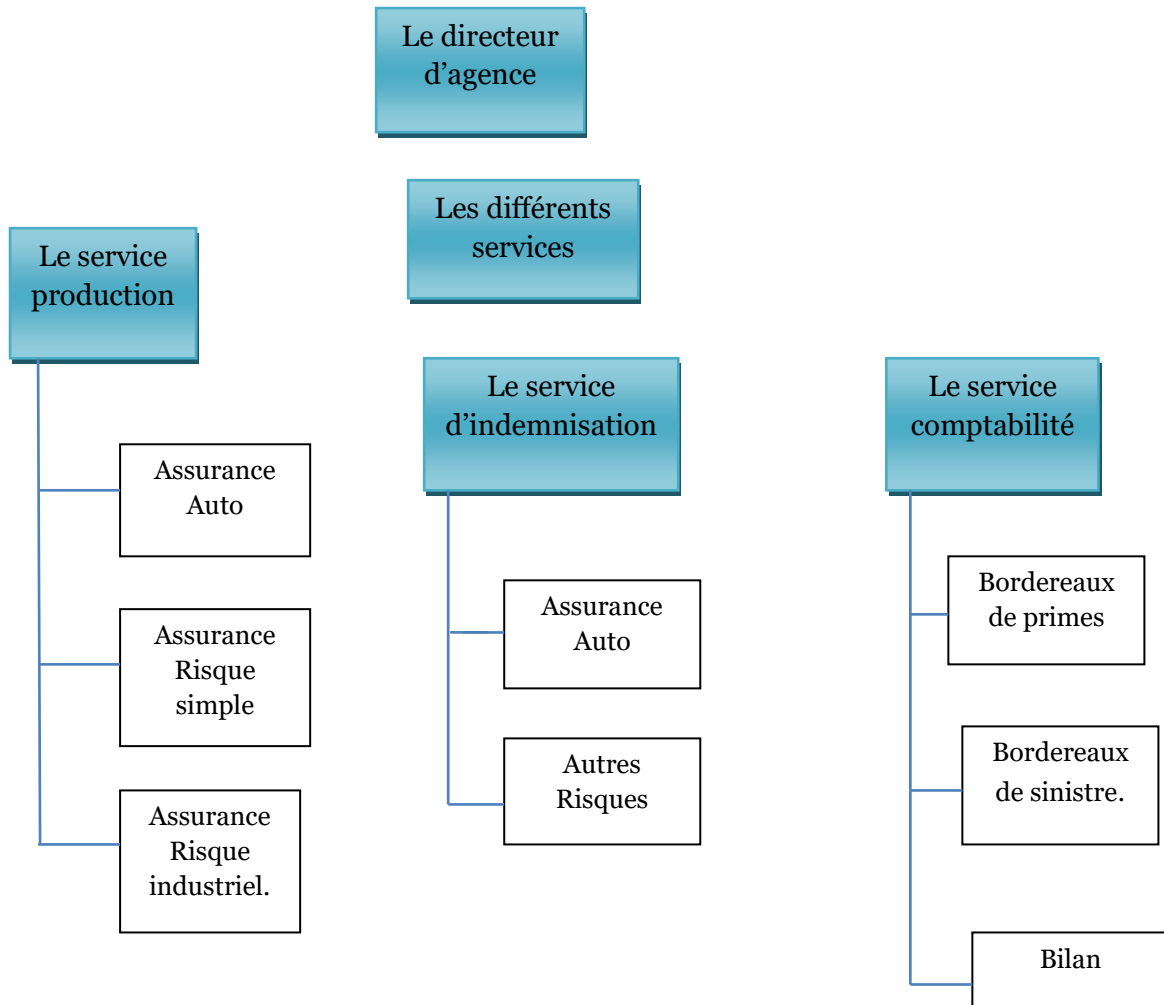 Le directeur
d’agence
Les différents
services
Le service
production
Assurance
Auto
Assurance
Risque
simple
Assurance
Risque
industriel.
Le service
d’indemnisation
Assurance
Auto
Autres
Risques
Le service
comptabilité
Bordereaux
de primes
Bordereaux
de sinistre.
Bilan